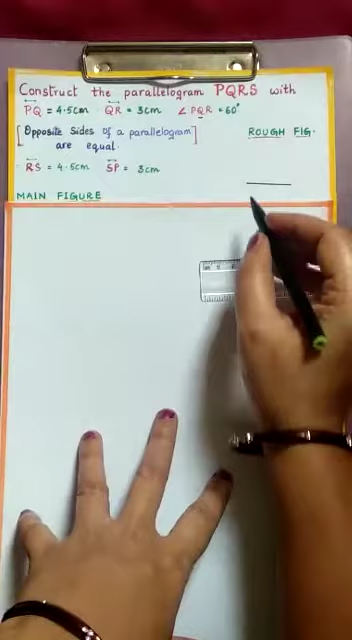 Construct the parallelogram PQRS with
PQ = 4.5cm QR = 3cm ∠ PQR = 60°
[Opposite Sides of a parallelogram] ROUGH FIG.
are equal.
RS = 4.5cm SP = 3cm
MAIN FIGURE